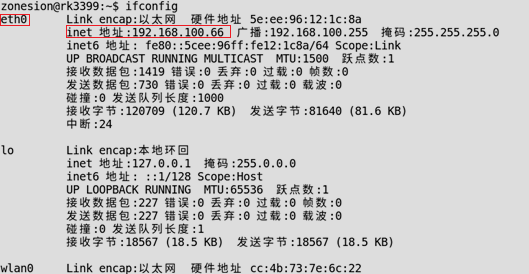 zonesion@rk3399:~$ ifconfig
eth0 Link encap:以太网 硬件地址 5e:ee:96:12:1c:8a
inet 地址:192.168.100.66 广播:192.168.100.255 掩码:255.255.255.0
inet6 地址: fe80::5cee:96ff:fe12:1c8a/64 Scope:Link
UP BROADCAST RUNNING MULTICAST MTU:1500 跃点数:1
接收数据包:1419 错误:0 丢弃:0 过载:0 帧数:0
发送数据包:730 错误:0 丢弃:0 过载:0 载波:0
碰撞:0 发送队列长度:1000
接收字节:120709 (120.7 KB) 发送字节:81640 (81.6 KB)
中断:24
lo Link encap:本地环回
inet 地址:127.0.0.1 掩码:255.0.0.0
inet6 地址: ::1/128 Scope:Host
UP LOOPBACK RUNNING MTU:65536 跃点数:1
接收数据包:227 错误:0 丢弃:0 过载:0 帧数:0
发送数据包:227 错误:0 丢弃:0 过载:0 载波:0
碰撞:0 发送队列长度:1
接收字节:18567 (18.5 KB) 发送字节:18567 (18.5 KB)
wlan0 Link encap:以太网 硬件地址 cc:4b:73:7e:6c:22